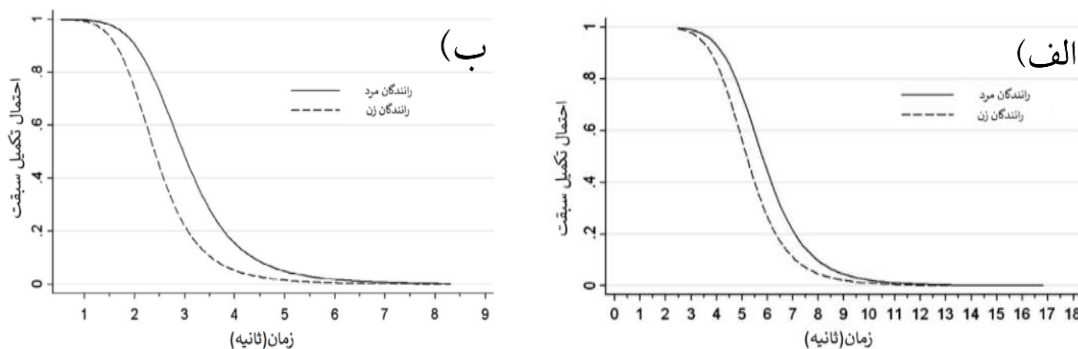 الف)
احتمال تکمیل سبقت
رانندگان مرد
رانندگان زن
1
.8
.6
.4
.2
0
0 1 2 3 4 5 6 7 8 9 10 11 12 13 14 15 16 17 18
زمان(ثانیه)
ب)
احتمال تکمیل سبقت
رانندگان مرد
رانندگان زن
1
.8
.6
.4
.2
0
1 2 3 4 5 6 7 8 9
زمان(ثانیه)